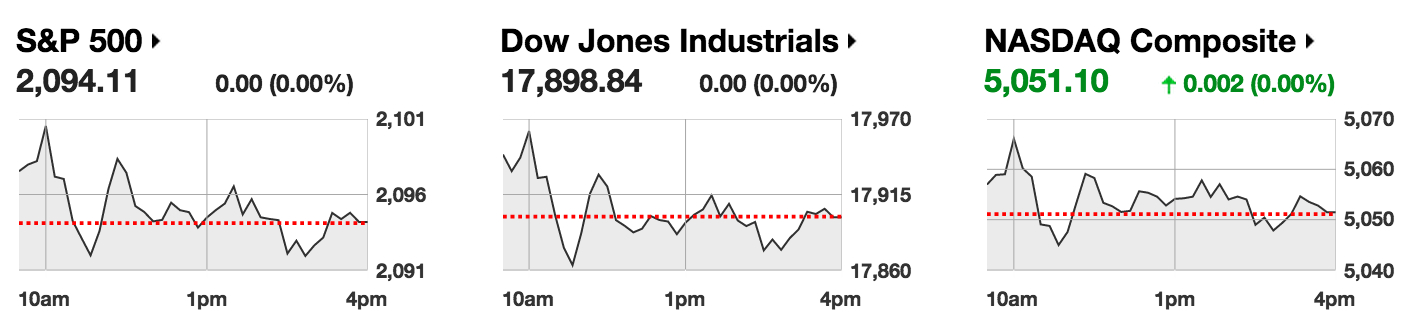 S&P 500
2,094.11 0.00 (0.00%)
2,101
2,096
2,091
10am 1pm 4pm
Dow Jones Industrials
17,898.84 0.00 (0.00%)
17,970
17,915
17,860
10am 1pm 4pm
NASDAQ Composite
5,051.10 0.002 (0.00%)
5,070
5,060
5,050
5,040
10am 1pm 4pm